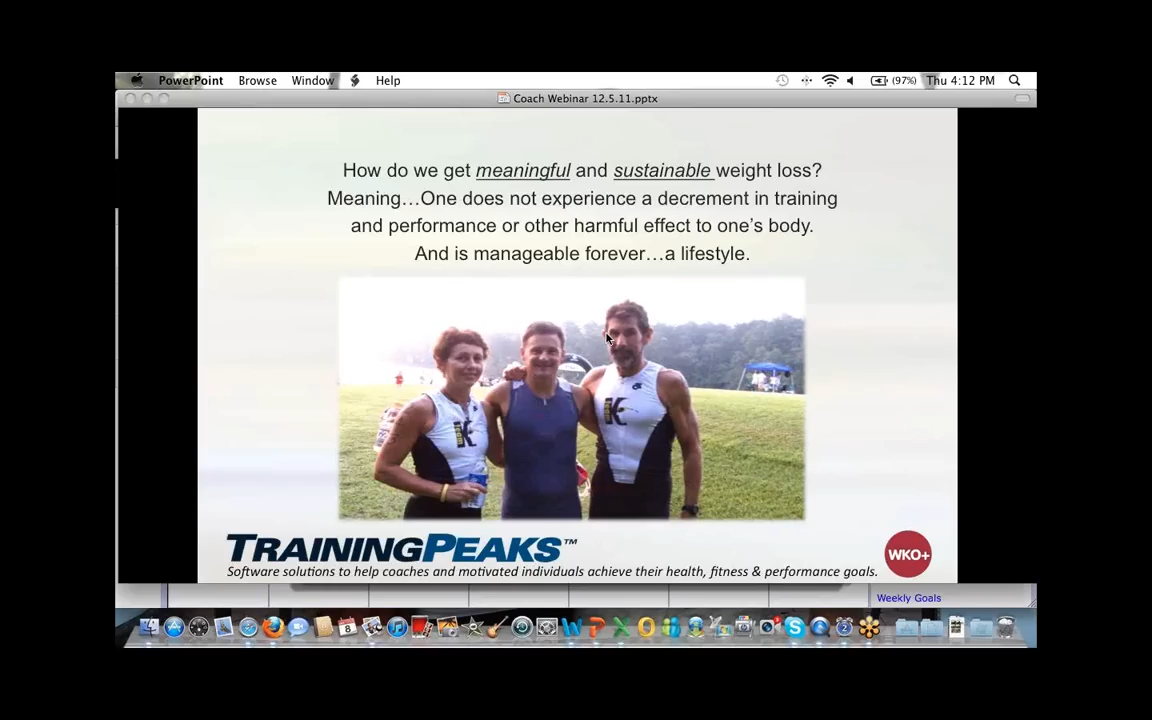 PowerPoint Browse Window Help (97%) Thu 4:12 PM
Coach Webinar 12.5.11.pptx
How do we get meaningful and sustainable weight loss?
Meaning…One does not experience a decrement in training
and performance or other harmful effect to one's body.
And is manageable forever…a lifestyle.
K
K
TRAININGPEAKS™
WKO+
Software solutions to help coaches and motivated individuals achieve their health, fitness & performance goals.
Weekly Goals
8